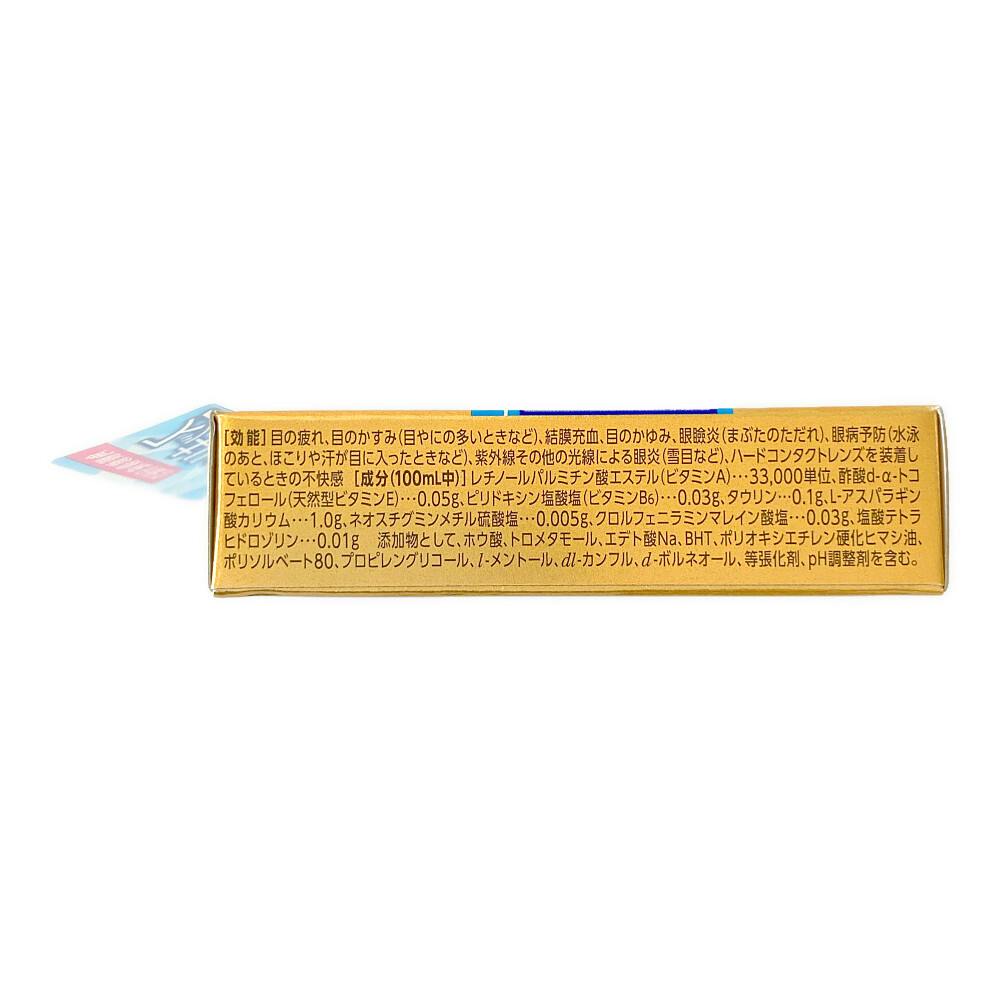 [効能]目の疲れ、目のかすみ(目やにの多いときなど)、結膜充血、目のかゆみ、眼瞼炎(まぶたのただれ)、眼病予防(水泳
のあと、ほこりや汗が目に入ったときなど)、紫外線その他の光線による眼炎(雪目など)、ハードコンタクトレンズを装着し
ているときの不快感 [成分(100mL中)]レチノールパルミチン酸エステル(ビタミンA)…33,000単位、酢酸d-α-トコ
フェロール(天然型ビタミンE)…0.05g、ピリドキシン塩酸塩(ビタミンB6)…0.03g、タウリン…0.1g、L-アスパラギン
酸カリウム…1.0g、ネオスチグミンメチル硫酸塩…0.005g、クロルフェニラミンマレイン酸塩…0.03g、塩酸テトラ
ヒドロゾリン…0.01g 添加物として、ホウ酸、トロメタモール、エデト酸Na、BHT、ポリオキシエチレン硬化ヒマシ油、
ポリソルベート80、プロピレングリコール、l-メントール、dl-カンフル、d-ボルネオール、等張化剤、pH調整剤を含む。